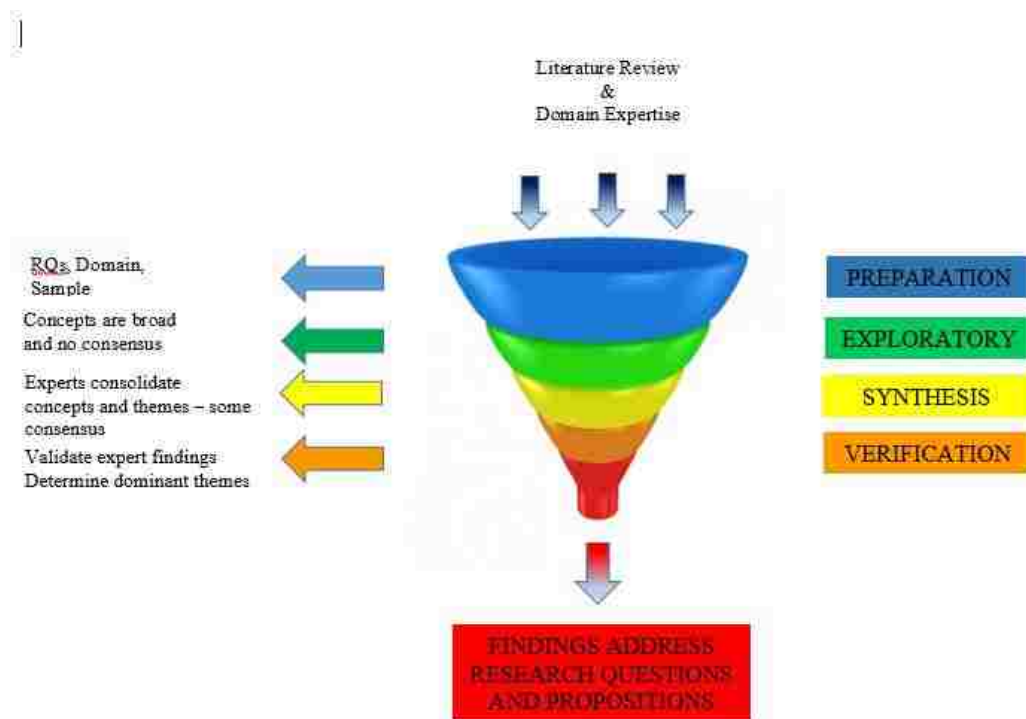 Literature Review
&
Domain Expertise
RQs, Domain,
Sample
PREPARATION
Concepts are broad
and no consensus
EXPLORATORY
Experts consolidate
concepts and themes – some
consensus
SYNTHESIS
Validate expert findings
Determine dominant themes
VERIFICATION
FINDINGS ADDRESS
RESEARCH QUESTIONS
AND PROPOSITIONS